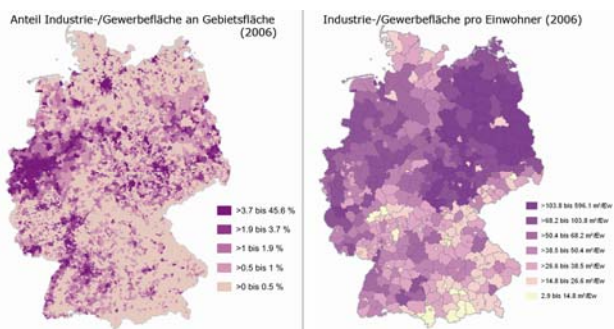 Anteil Industrie-/Gewerbefläche an Gebietsfläche
(2006)
>3.7 bis 45.6 %
>1.9 bis 3.7 %
>1 bis 1.9 %
>0.5 bis 1 %
>0 bis 0.5 %
Industrie-/Gewerbefläche pro Einwohner (2006)
>103.8 bis 596.1 m²/Ew
>68.2 bis 103.8 m²/Ew
>50.4 bis 68.2 m²/Ew
>38.5 bis 50.4 m²/Ew
>26.6 bis 38.5 m²/Ew
>14.8 bis 26.6 m²/Ew
2.9 bis 14.8 m²/Ew